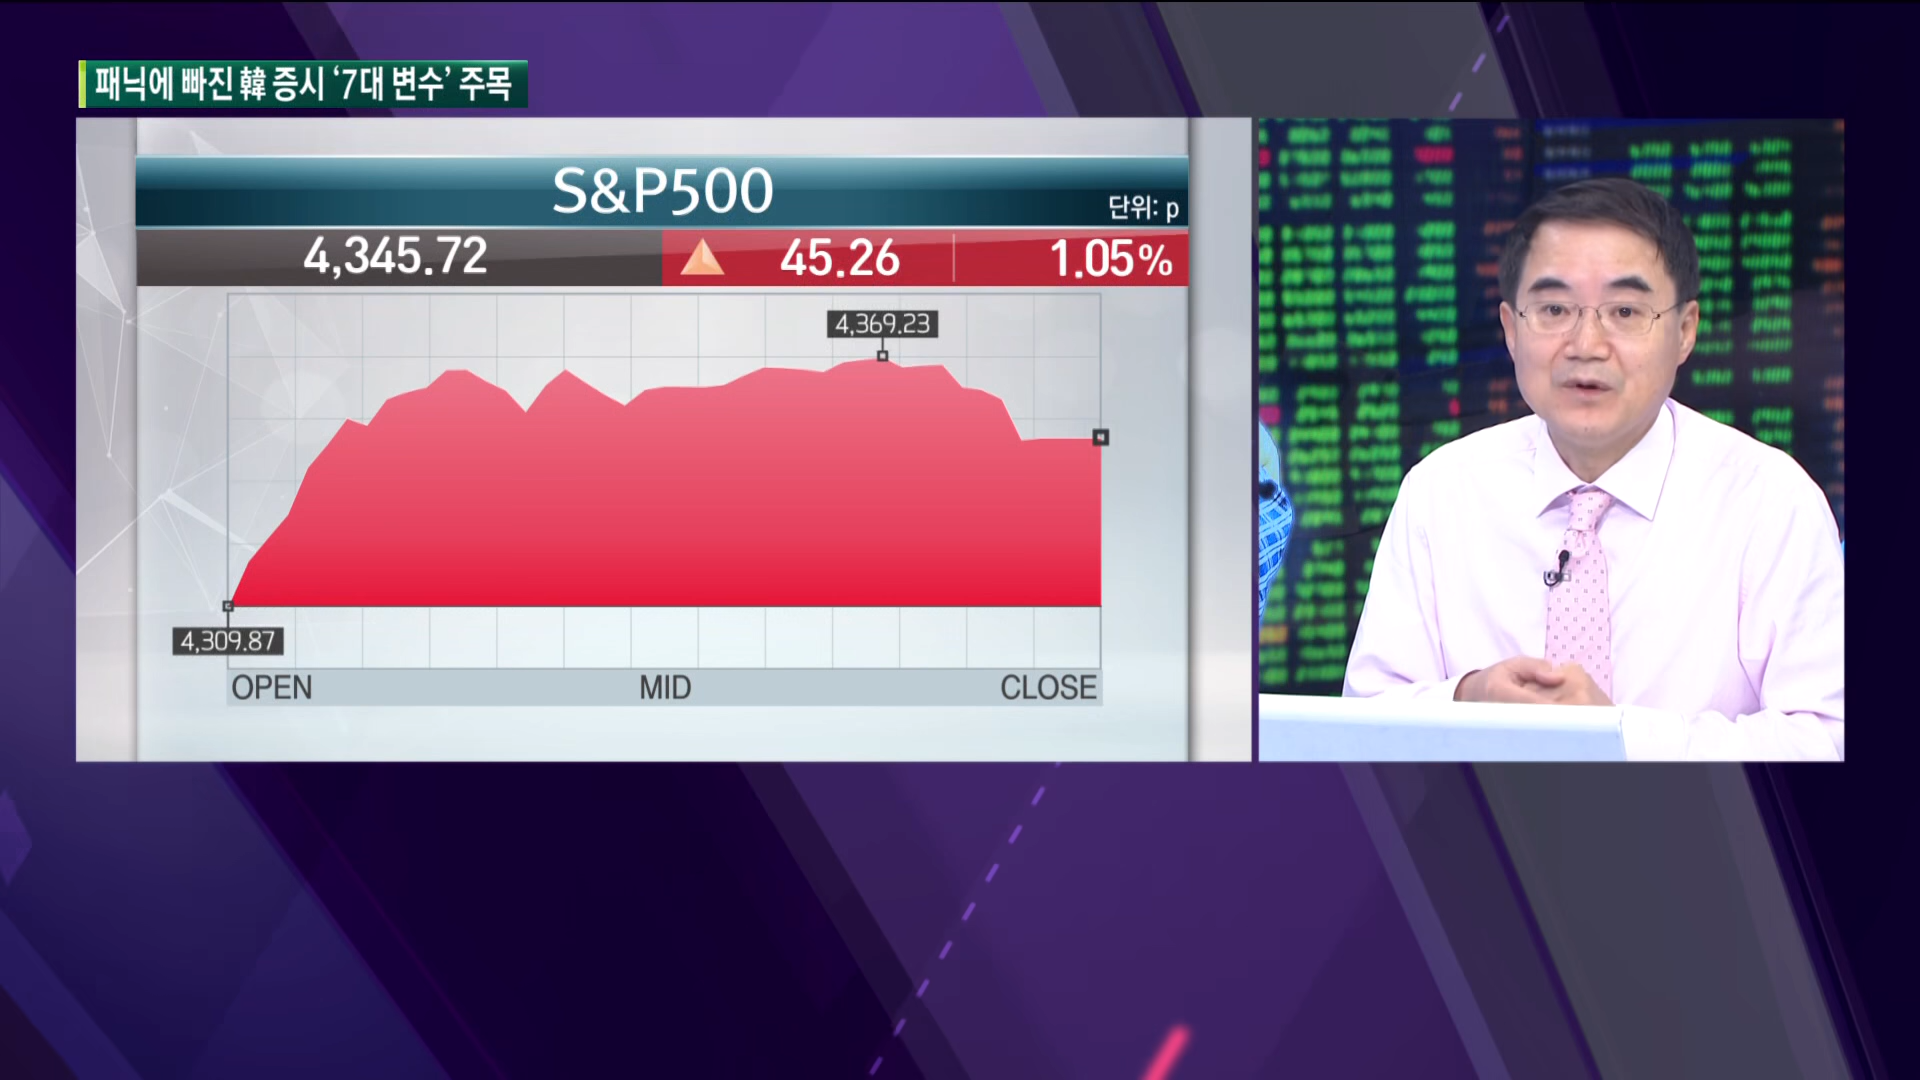 패닉에 빠진 韓 증시 ‘7대 변수’ 주목
S&P500
단위: p
4,345.72 45.26 1.05%
4,369.23
4,309.87
OPEN MID CLOSE